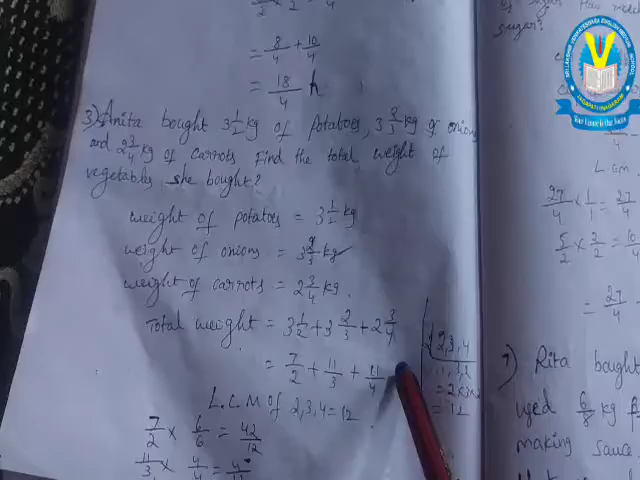 = 8/4 + 10/4
= 18/4 h
3) Anita bought 3 1/2 kg of potatoes, 3 2/3 kg of onions
and 2 3/4 kg of carrots Find the total weight of
vegetables she bought?
weight of potatoes = 3 1/2 kg
weight of onions = 3 2/3 kg
weight of carrots = 2 3/4 kg.
Total weight = 3 1/2 + 3 2/3 + 2 3/4
= 7/2 + 11/3 + 11/4
L.C.M of 2,3,4 = 12
7/2 × 6/6 = 42/12
11/3 × 4/4 =
2,3,4
= 12
sugar?
27/4 × 1/1 = 27/4
5/2 × 2/2 = 10/4
= 27/4
7) Rita bought
used 6/8 kg
making sauce.